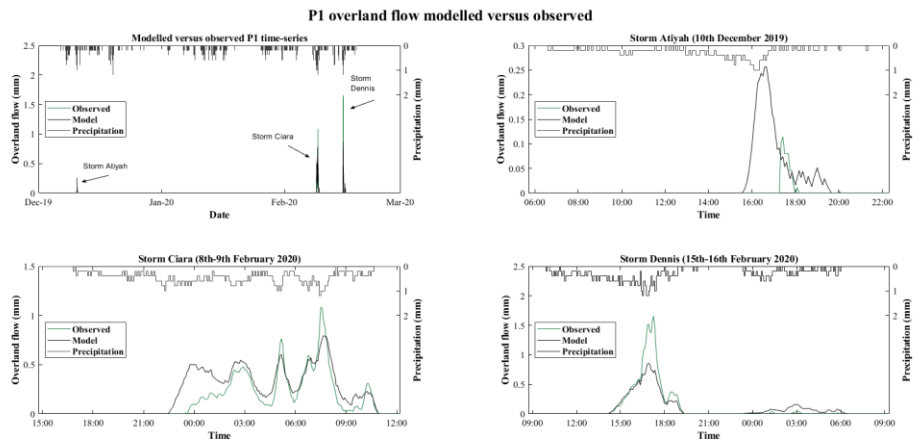 P1 overland flow modelled versus observed
Modelled versus observed P1 time-series
2.5
2
1.5
1
0.5
0
Overland flow (mm)
0
1
2
Precipitation (mm)
Observed
Model
Precipitation
Storm Atiyah
Storm Ciara
Storm
Dennis
Dec-19
Jan-20
Feb-20
Mar-20
Date
Storm Atiyah (10th December 2019)
0.3
0.25
0.2
0.15
0.1
0.05
0
Overland flow (mm)
0
1
2
Precipitation (mm)
Observed
Model
Precipitation
06:00
08:00
10:00
12:00
14:00
16:00
18:00
20:00
22:00
Time
Storm Ciara (8th-9th February 2020)
1.5
1
0.5
0
Overland flow (mm)
0
1
2
Precipitation (mm)
Observed
Model
Precipitation
15:00
18:00
21:00
00:00
03:00
06:00
09:00
12:00
Time
Storm Dennis (15th-16th February 2020)
2.5
2
1.5
1
0.5
0
Overland flow (mm)
0
1
2
Precipitation (mm)
Observed
Model
Precipitation
09:00
12:00
15:00
18:00
21:00
00:00
03:00
06:00
09:00
Time